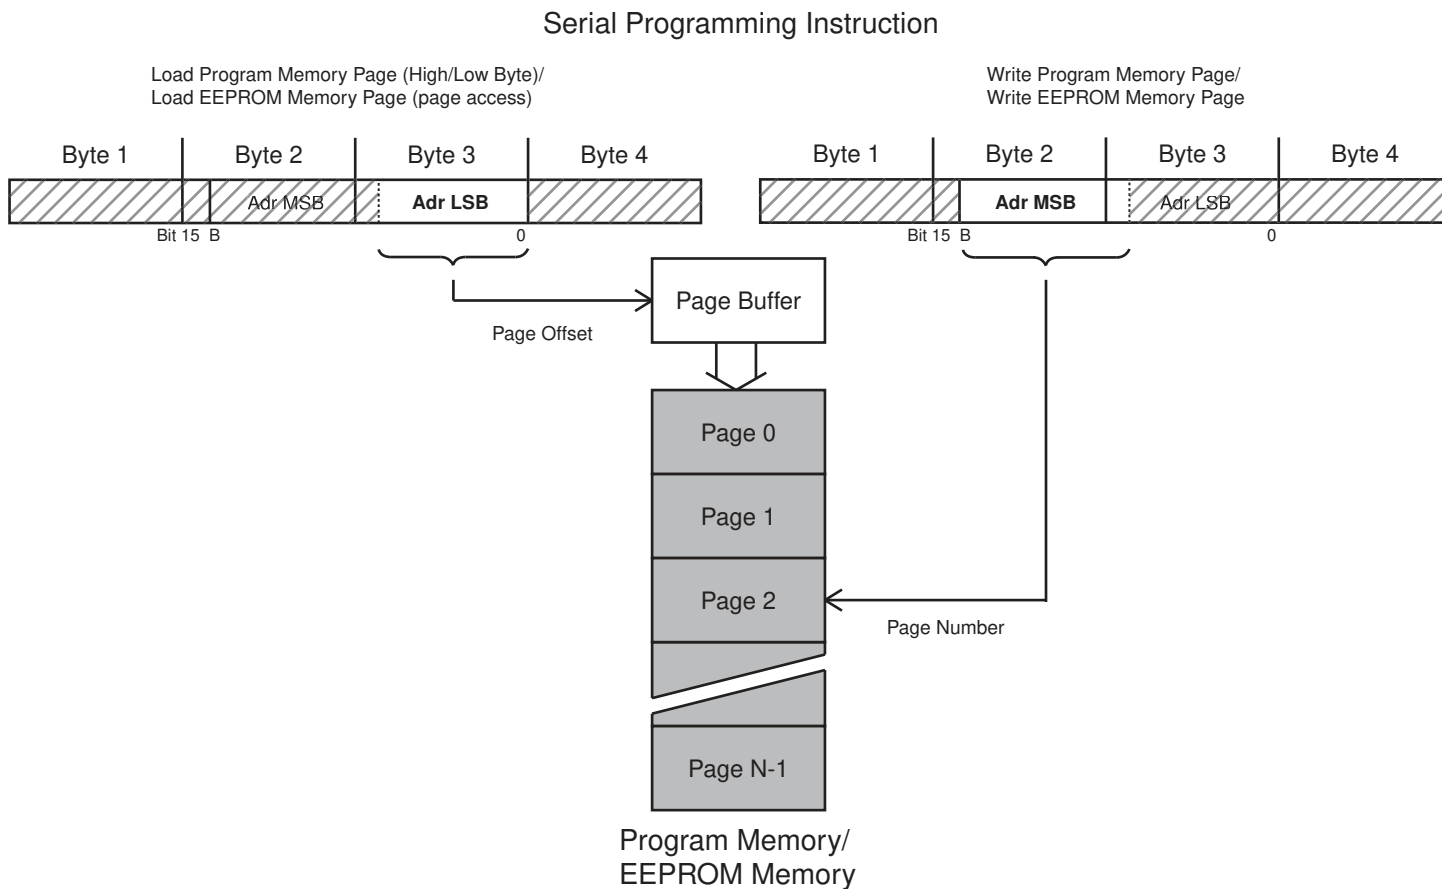 Serial Programming Instruction
Load Program Memory Page (High/Low Byte)/
Load EEPROM Memory Page (page access)
Write Program Memory Page/
Write EEPROM Memory Page
Byte 1 Byte 2 Byte 3 Byte 4
Byte 1 Byte 2 Byte 3 Byte 4
Adr MSB Adr LSB
Adr MSB Adr LSB
Bit 15 B 0
Bit 15 B 0
Page Buffer
Page Offset
Page 0
Page 1
Page 2
Page Number
Page N-1
Program Memory/
EEPROM Memory